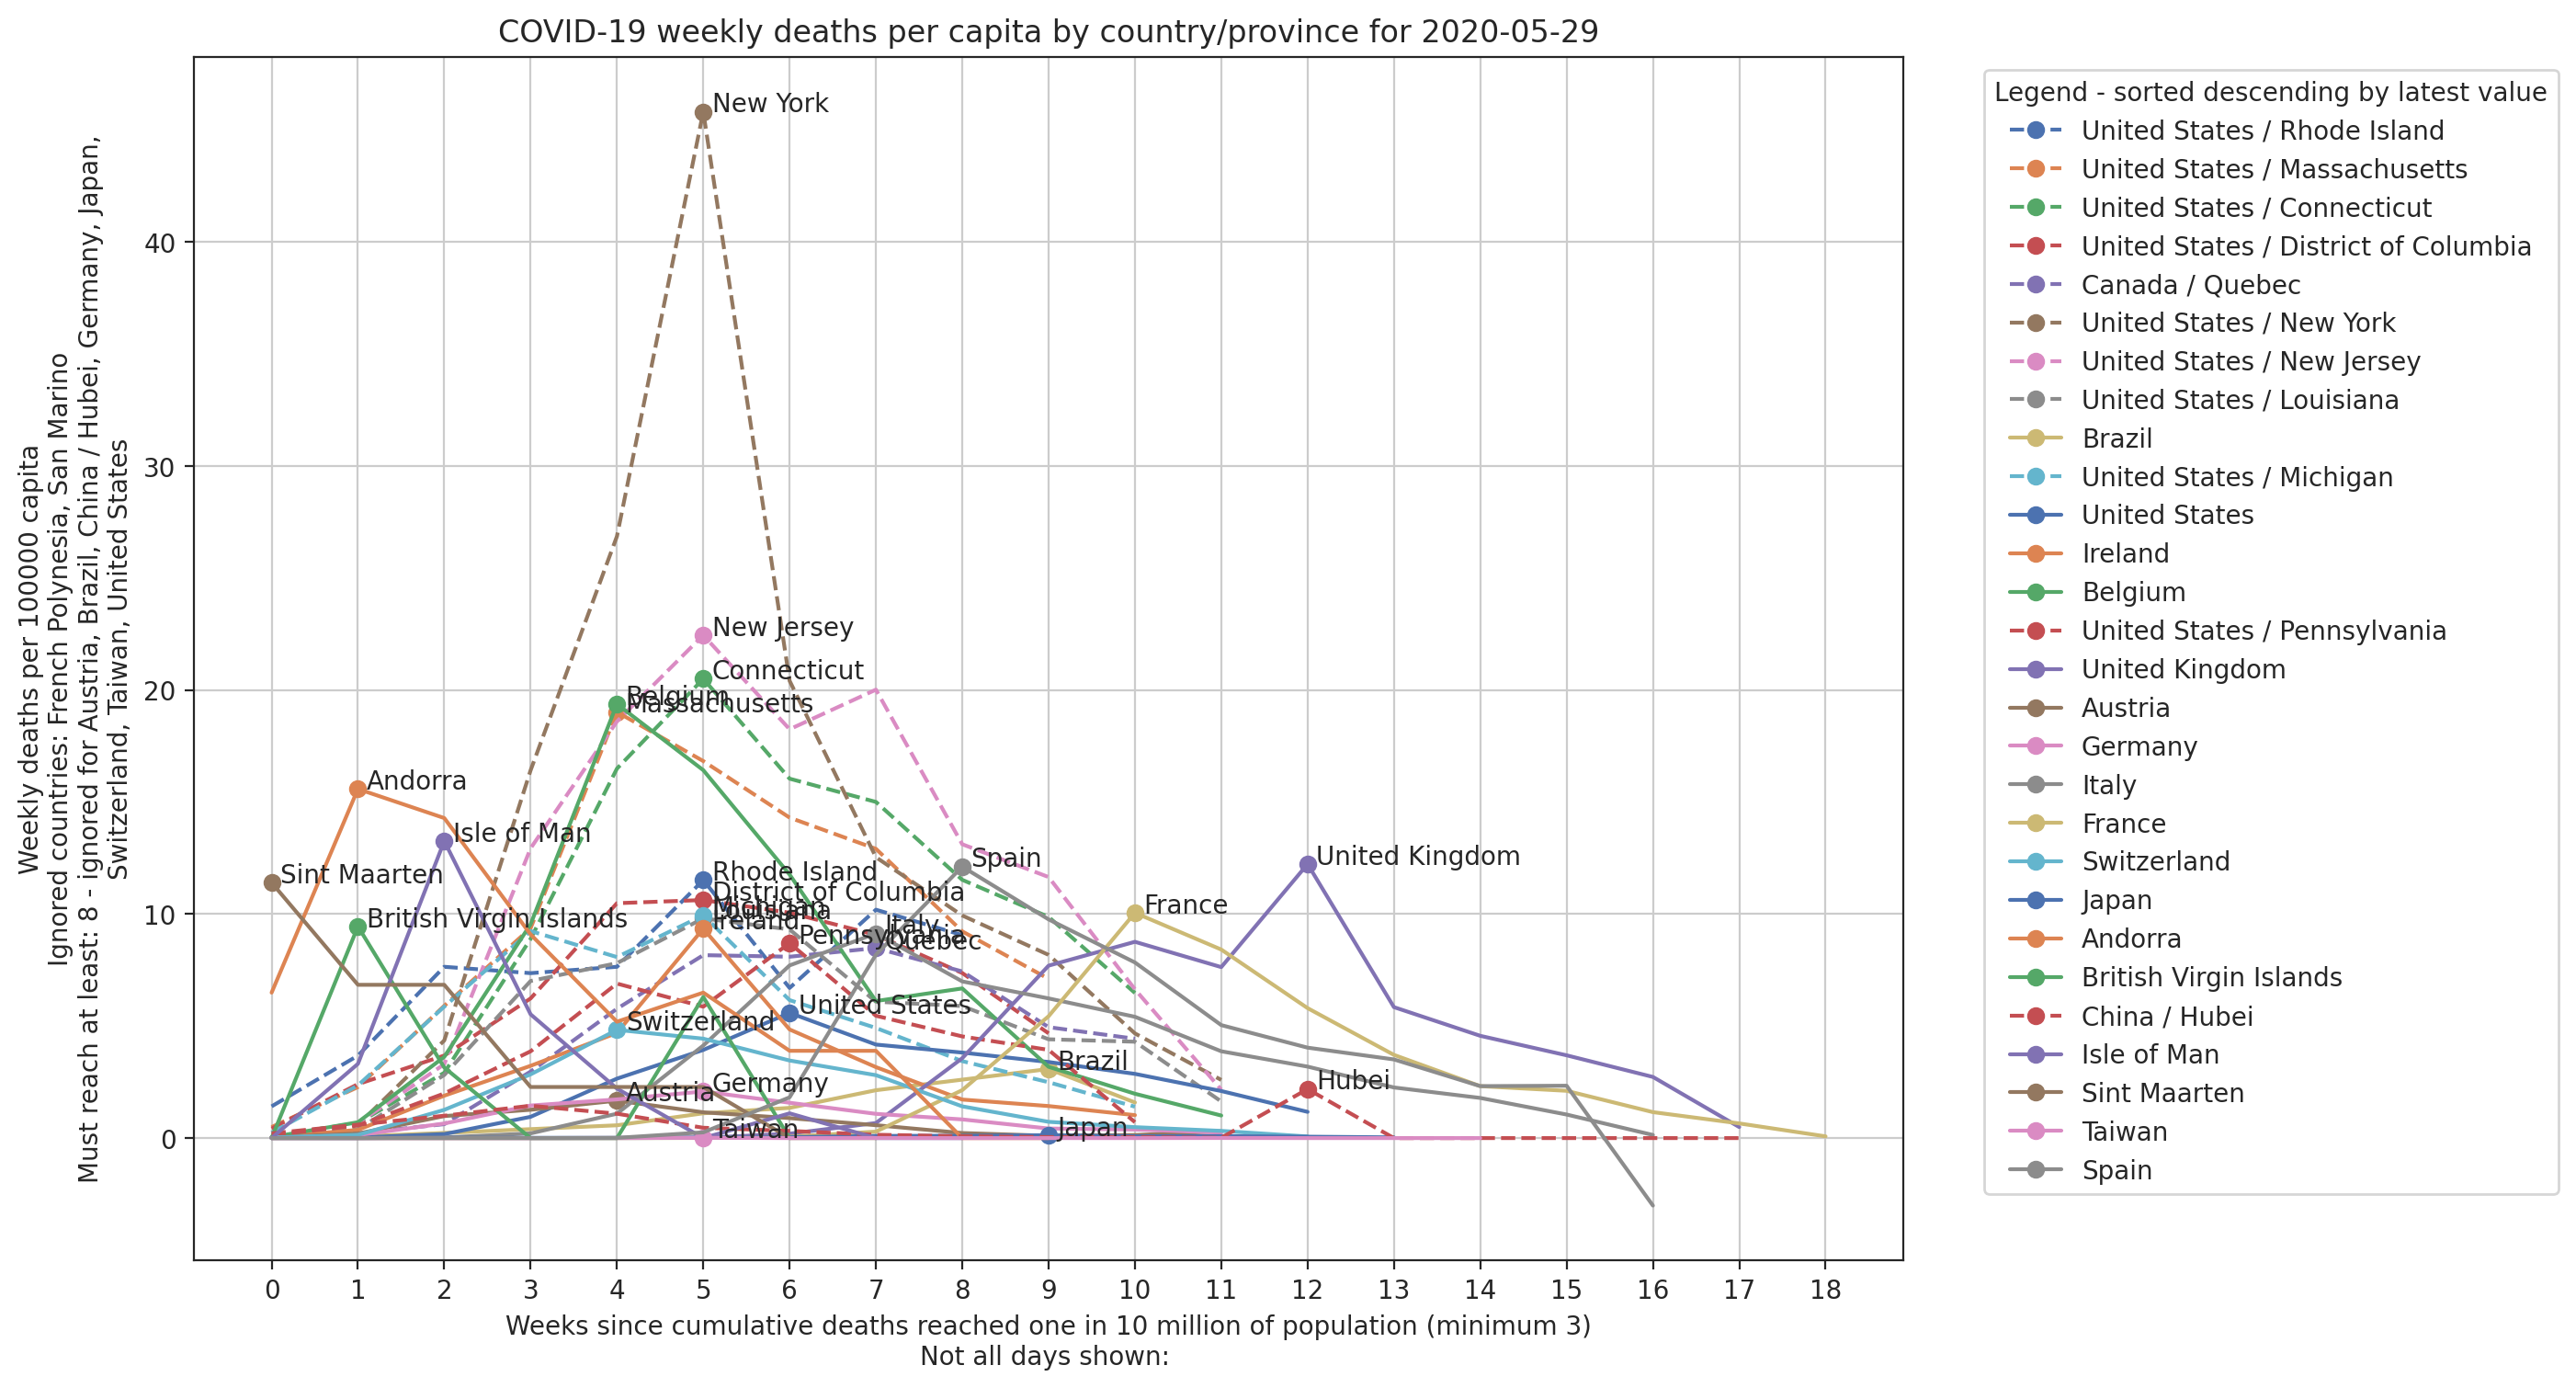 COVID-19 weekly deaths per capita by country/province for 2020-05-29
Weekly deaths per 100000 capita
Ignored countries: French Polynesia, San Marino
Must reach at least: 8 - ignored for Austria, Brazil, China / Hubei, Germany, Japan,
Switzerland, Taiwan, United States
40
30
20
10
0
New York
New Jersey
Connecticut
Belgium
Massachusetts
Andorra
Isle of Man
Sint Maarten
British Virgin Islands
Spain
United Kingdom
Rhode Island
District of Columbia
Michigan
Louisiana
Ireland
France
Italy
Pennsylvania
Quebec
United States
Switzerland
Brazil
Germany
Austria
Hubei
Taiwan
Japan
0 1 2 3 4 5 6 7 8 9 10 11 12 13 14 15 16 17 18
Weeks since cumulative deaths reached one in 10 million of population (minimum 3)
Not all days shown:
Legend - sorted descending by latest value
United States / Rhode Island
United States / Massachusetts
United States / Connecticut
United States / District of Columbia
Canada / Quebec
United States / New York
United States / New Jersey
United States / Louisiana
Brazil
United States / Michigan
United States
Ireland
Belgium
United States / Pennsylvania
United Kingdom
Austria
Germany
Italy
France
Switzerland
Japan
Andorra
British Virgin Islands
China / Hubei
Isle of Man
Sint Maarten
Taiwan
Spain